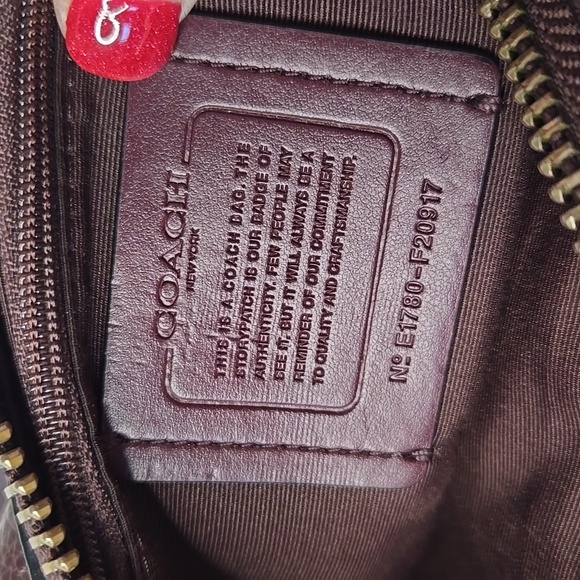 COACH
NEW YORK
THIS IS A COACH BAG. THE
STORYPATCH IS OUR BADGE OF
AUTHENTICITY. FEW PEOPLE MAY
SEE IT, BUT IT WILL ALWAYS BE A
REMINDER OF OUR COMMITMENT
TO QUALITY AND CRAFTSMANSHIP.
Nº E1780-F20917